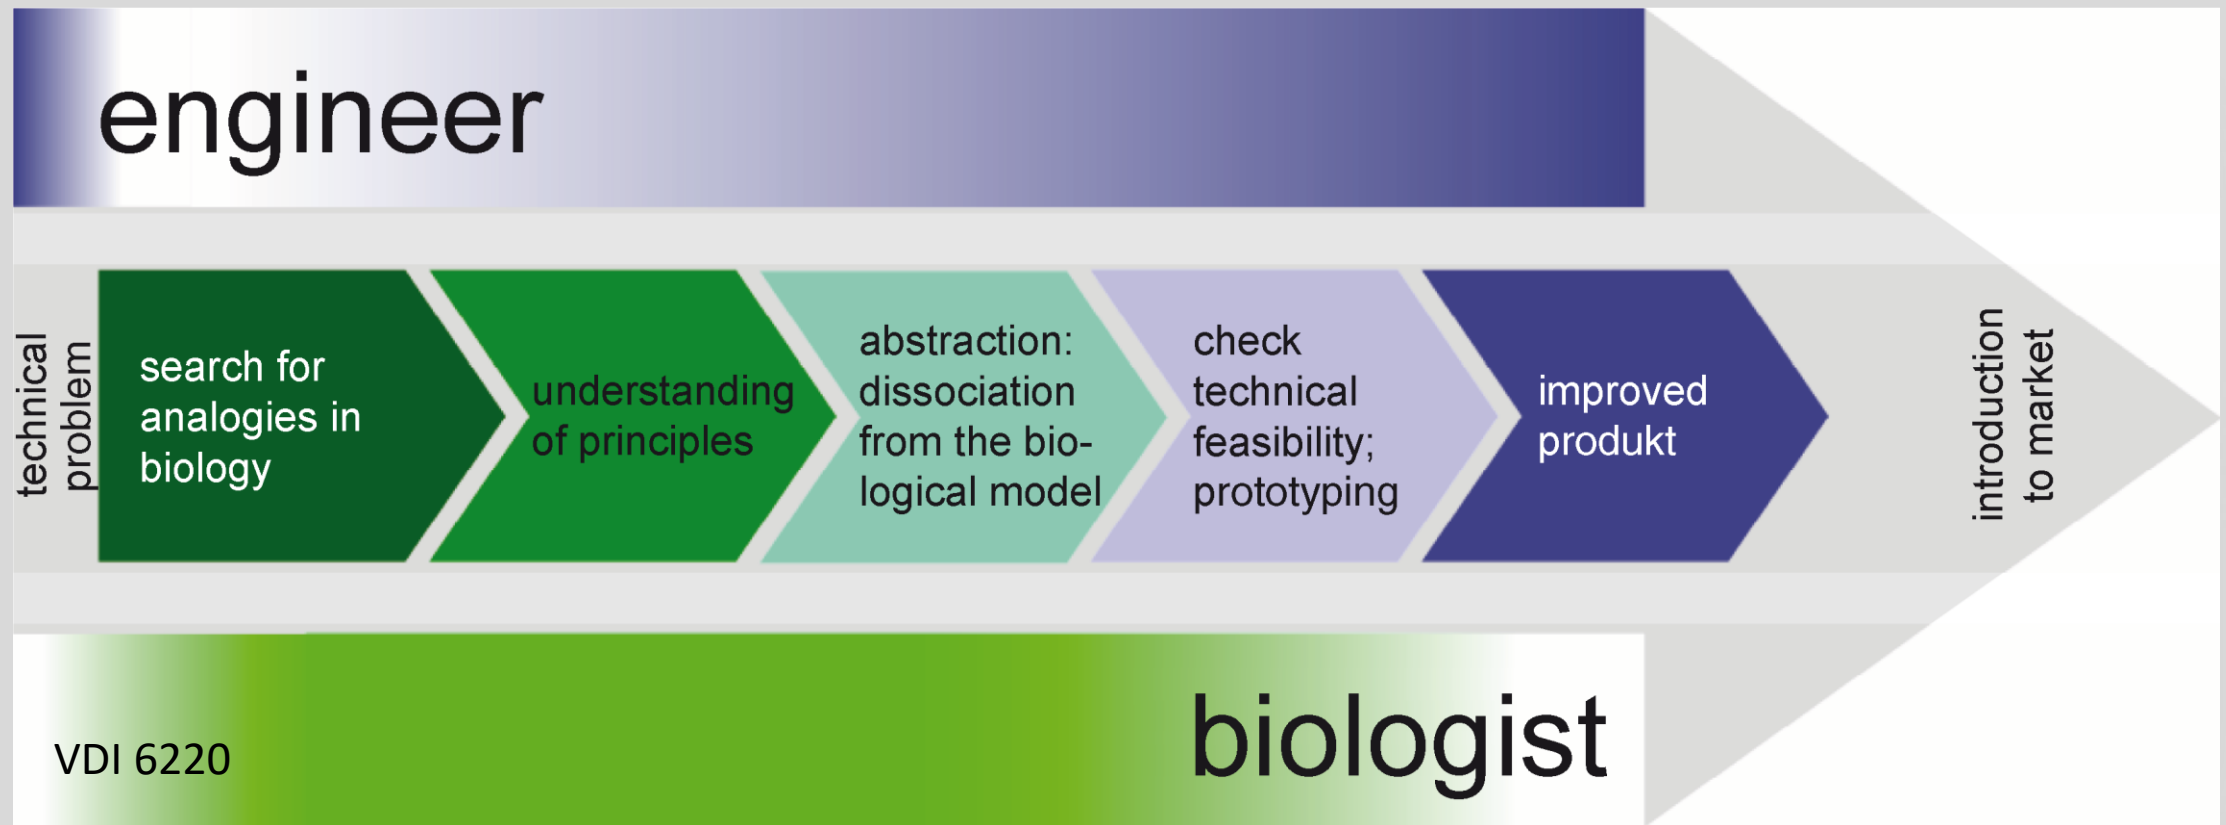 engineer
technical
problem
search for
analogies in
biology
understanding
of principles
abstraction:
dissociation
from the bio-
logical model
check
technical
feasibility;
prototyping
improved
produkt
introduction
to market
VDI 6220
biologist